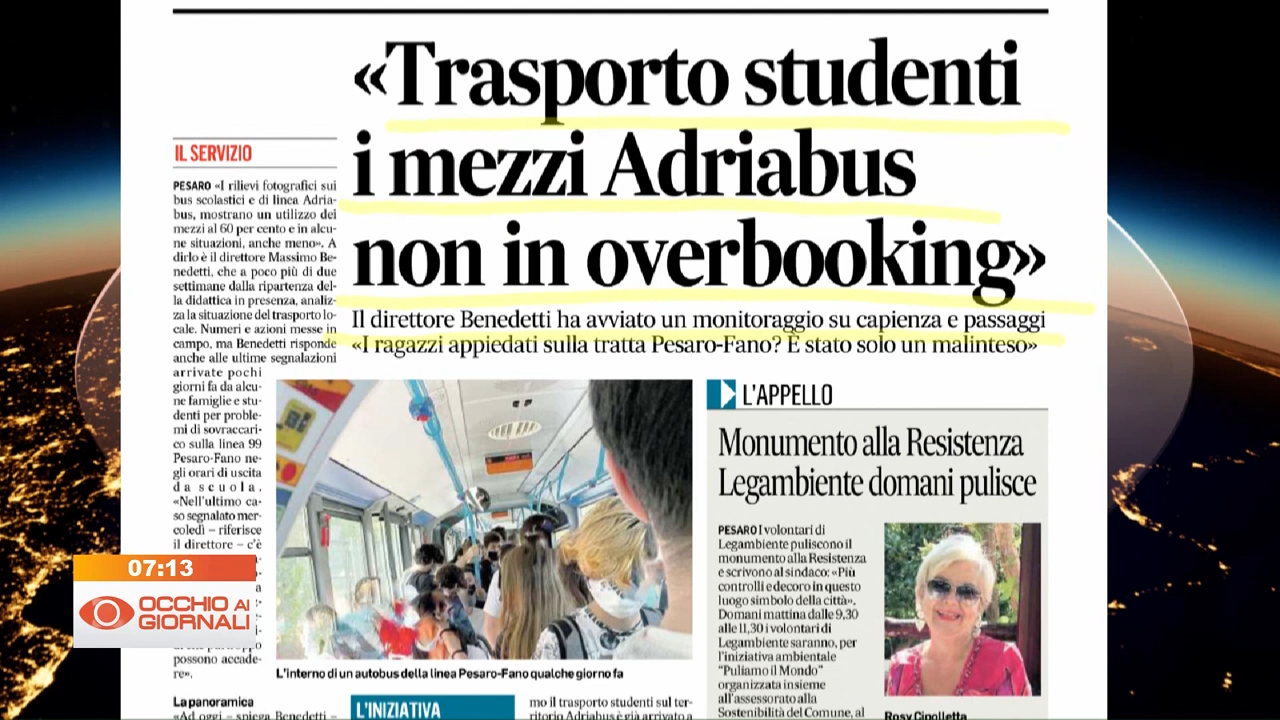 «Trasporto studenti
i mezzi Adriabus
non in overbooking»
Il direttore Benedetti ha avviato un monitoraggio su capienza e passaggi
«I ragazzi appiedati sulla tratta Pesaro-Fano? È stato solo un malinteso»
IL SERVIZIO
PESARO «I rilievi fotografici sui
bus scolastici e di linea Adria-
bus, mostrano un utilizzo dei
mezzi al 60 per cento e in alcu-
ne situazioni, anche meno». A
dirlo è il direttore Massimo Be-
nedetti, che a poco più di due
settimane dalla ripartenza del-
la didattica in presenza, analiz-
za la situazione del trasporto lo-
cale. Numeri e azioni messe in
campo, ma Benedetti risponde
anche alle ultime segnalazioni
arrivate pochi
giorni fa da alcu-
ne famiglie e stu-
denti per proble-
mi di sovraccari-
co sulla linea 99
Pesaro-Fano ne-
gli orari di uscita
da scuola.
«Nell'ultimo ca-
so segnalato mer-
coledì – riferisce
il direttore – c'è
possono accade-
re».
La panoramica
«Ad oggi – spiega Benedetti –
L'interno di un autobus della linea Pesaro-Fano qualche giorno fa
L'INIZIATIVA
mo il trasporto studenti sul ter-
ritorio Adriabus è già arrivato a
L'APPELLO
Monumento alla Resistenza
Legambiente domani pulisce
PESARO I volontari di
Legambiente puliscono il
monumento alla Resistenza
e scrivono al sindaco: «Più
controlli e decoro in questo
luogo simbolo della città».
Domani mattina dalle 9,30
alle 11,30 i volontari di
Legambiente saranno, per
l'iniziativa ambientale
"Puliamo il Mondo"
organizzata insieme
all'assessorato alla
Sostenibilità del Comune, al
Rosy Cipolletta
07:13
OCCHIO AI
GIORNALI